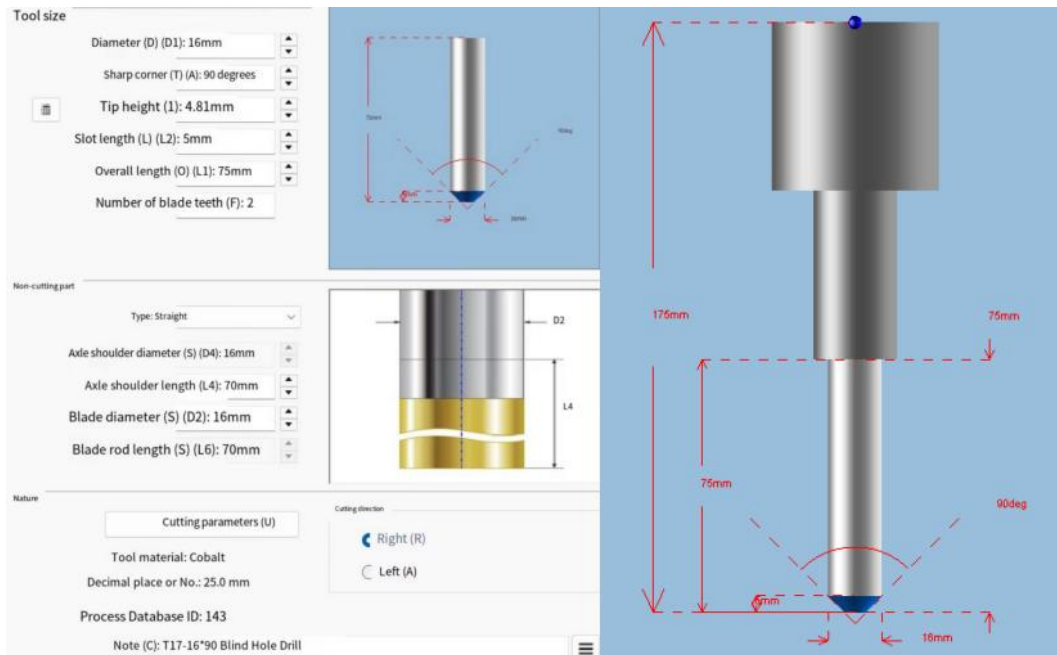 Tool size
Diameter (D) (D1): 16mm
Sharp corner (T) (A): 90 degrees
Tip height (1): 4.81mm
Slot length (L) (L2): 5mm
Overall length (O) (L1): 75mm
Number of blade teeth (F): 2
75mm
90deg
16mm
Non-cutting part
Type: Straight
Axle shoulder diameter (S) (D4): 16mm
Axle shoulder length (L4): 70mm
Blade diameter (S) (D2): 16mm
Blade rod length (S) (L6): 70mm
D2
L4
Nature
Cutting parameters (U)
Tool material: Cobalt
Decimal place or No.: 25.0 mm
Process Database ID: 143
Note (C): T17-16*90 Blind Hole Drill
Cutting direction
Right (R)
Left (A)
175mm
75mm
75mm
90deg
5mm
16mm